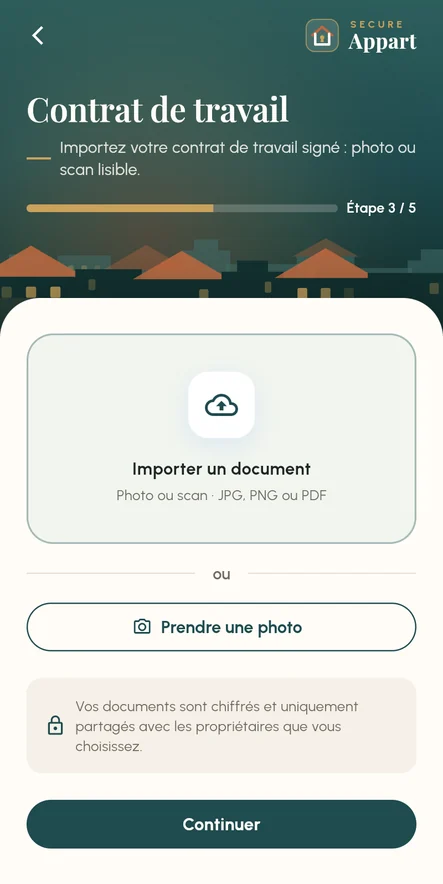 SECURE
Appart
Contrat de travail
Importez votre contrat de travail signé : photo ou
scan lisible.
Étape 3 / 5
Importer un document
Photo ou scan · JPG, PNG ou PDF
ou
Prendre une photo
Vos documents sont chiffrés et uniquement
partagés avec les propriétaires que vous
choisissez.
Continuer